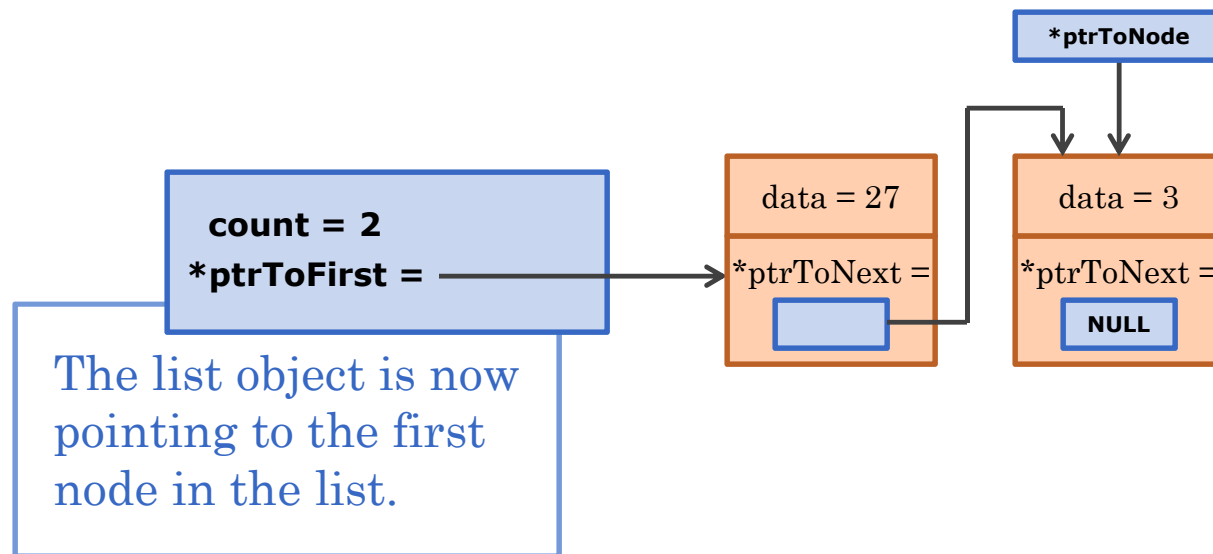 *ptrToNode
count = 2
*ptrToFirst =
data = 27
*ptrToNext =
data = 3
*ptrToNext =
NULL
The list object is now
pointing to the first
node in the list.